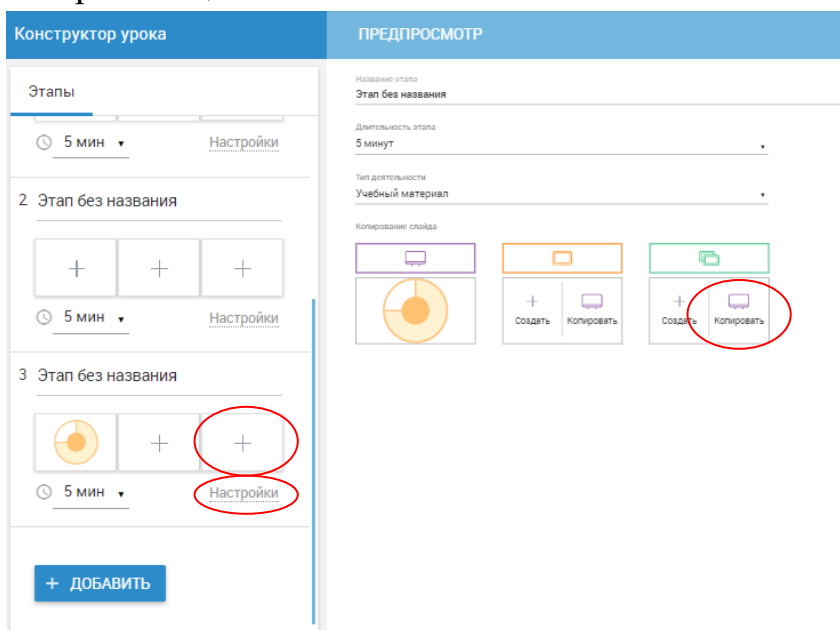 Конструктор урока
ПРЕДПРОСМОТР
Этапы
5 мин
Настройки
2 Этап без названия
5 мин
Настройки
3 Этап без названия
5 мин
Настройки
+ ДОБАВИТЬ
Название этапа
Этап без названия
Длительность этапа
5 минут
Тип деятельности
Учебный материал
Копирование слайда
Создать Копировать
Создать Копировать